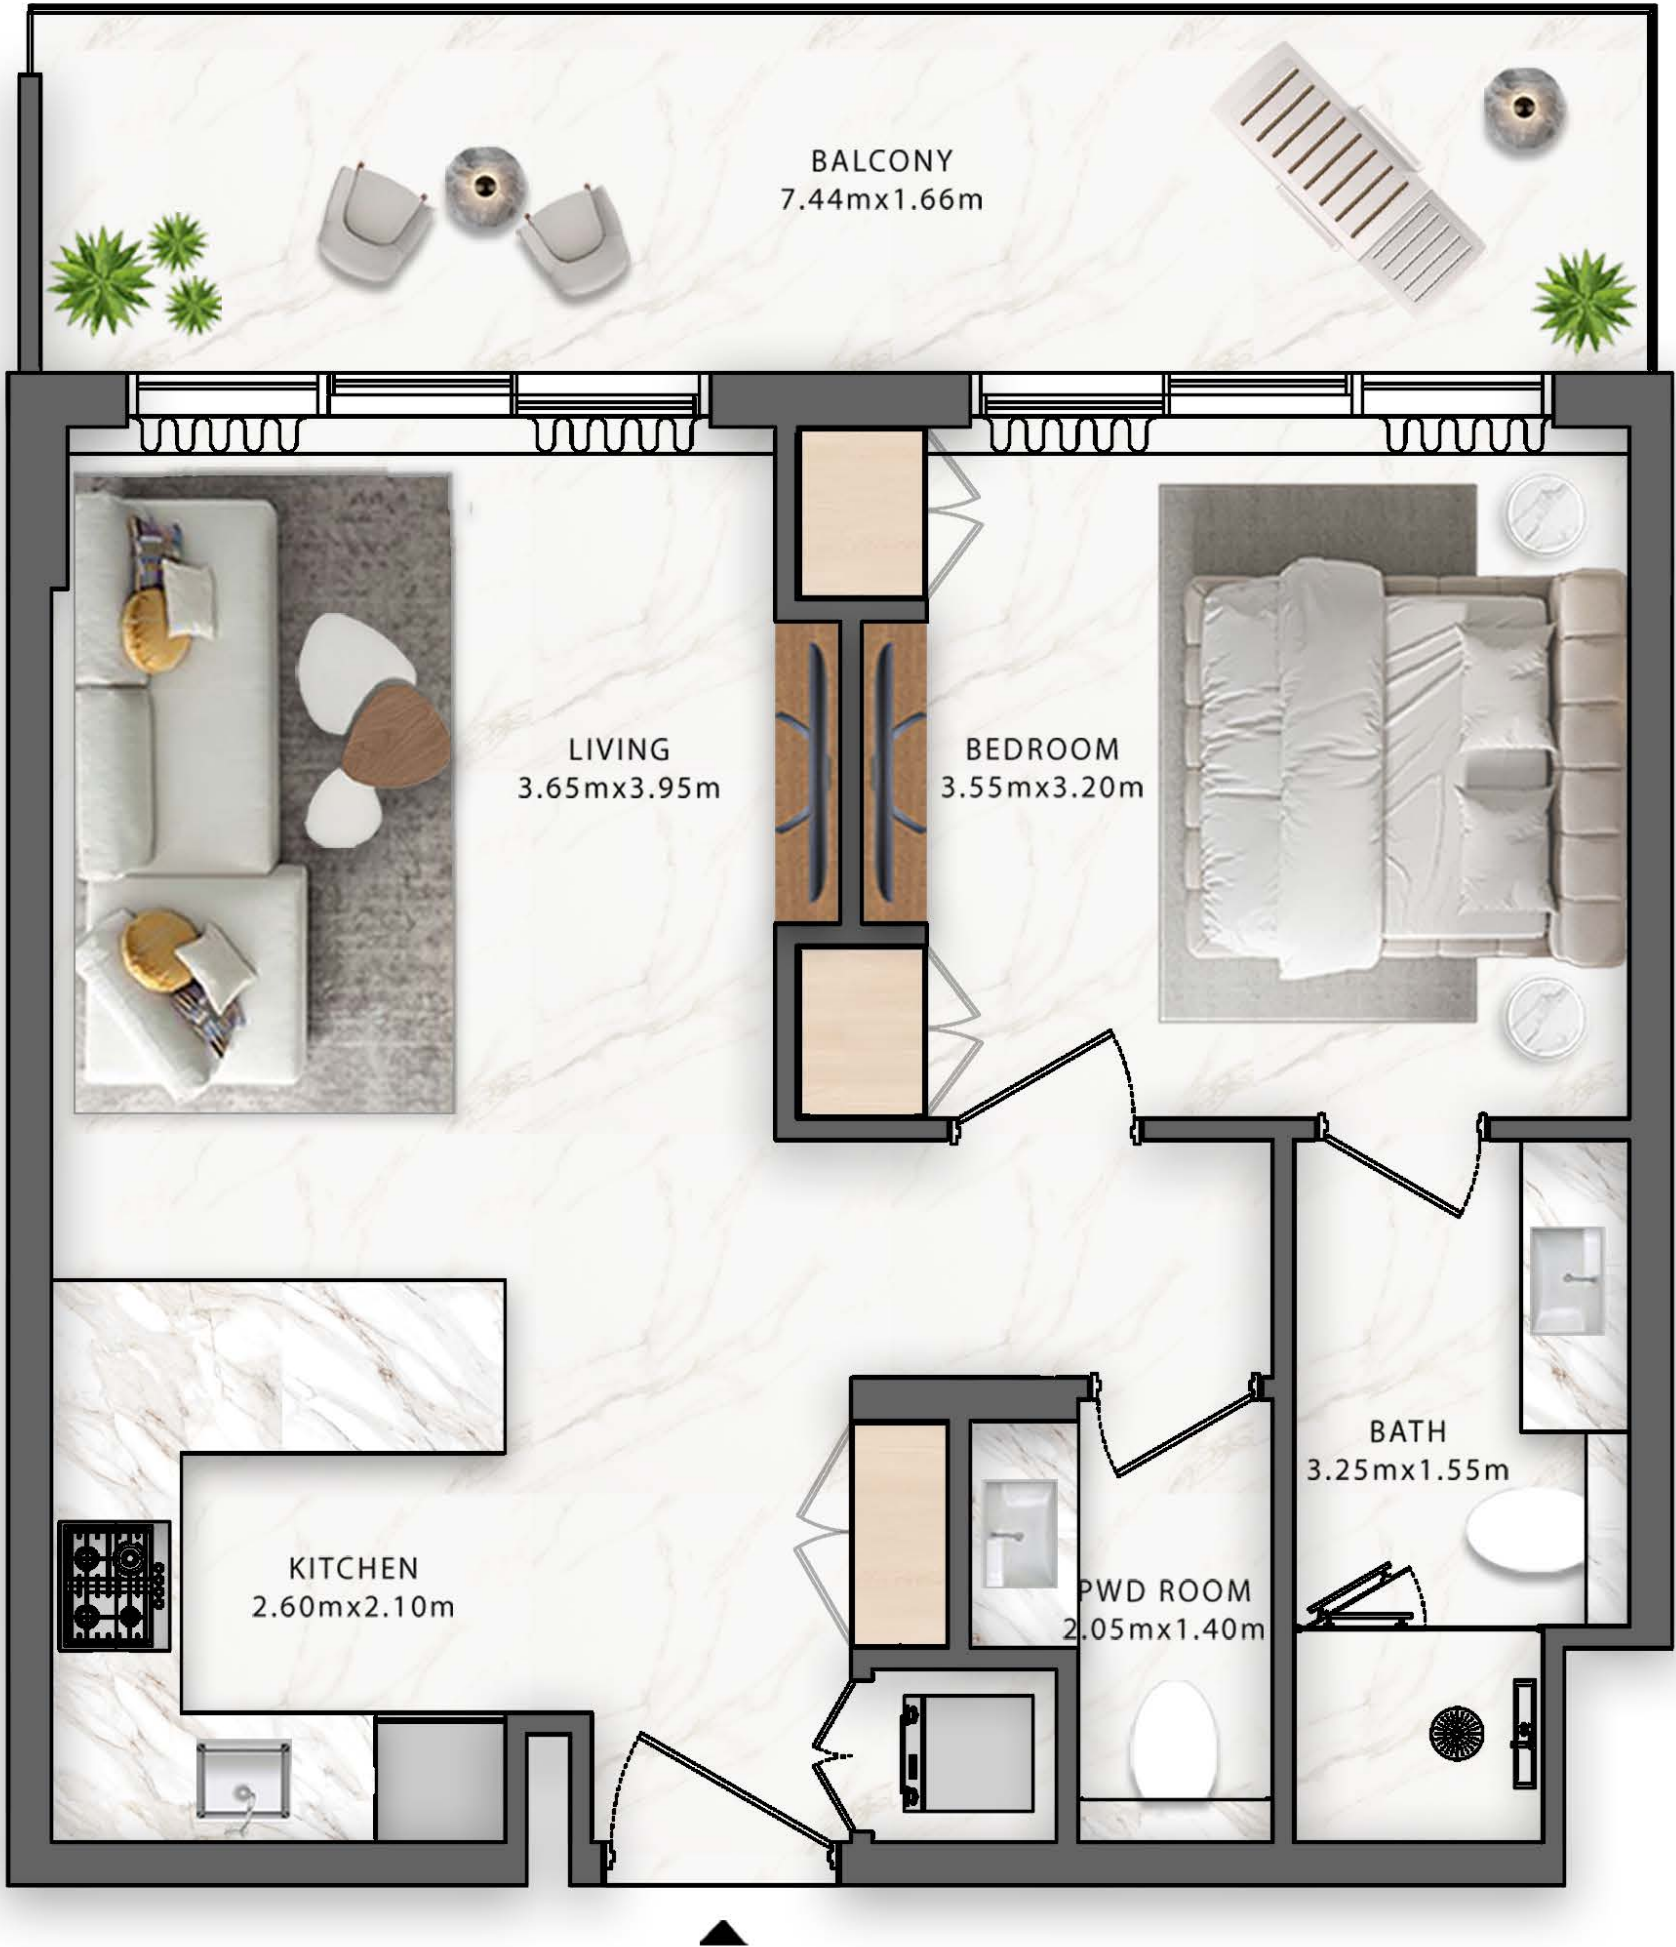 BALCONY
7.44mx1.66m
LIVING
3.65mx3.95m
BEDROOM
3.55mx3.20m
BATH
3.25mx1.55m
KITCHEN
2.60mx2.10m
PWD ROOM
2.05mx1.40m